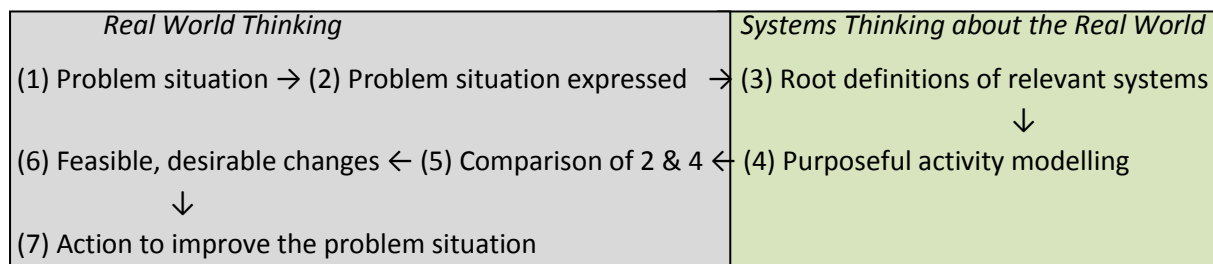 Real World Thinking Systems Thinking about the Real World
(1) Problem situation → (2) Problem situation expressed → (3) Root definitions of relevant systems
↓
(6) Feasible, desirable changes ← (5) Comparison of 2 & 4 ← (4) Purposeful activity modelling
↓
(7) Action to improve the problem situation